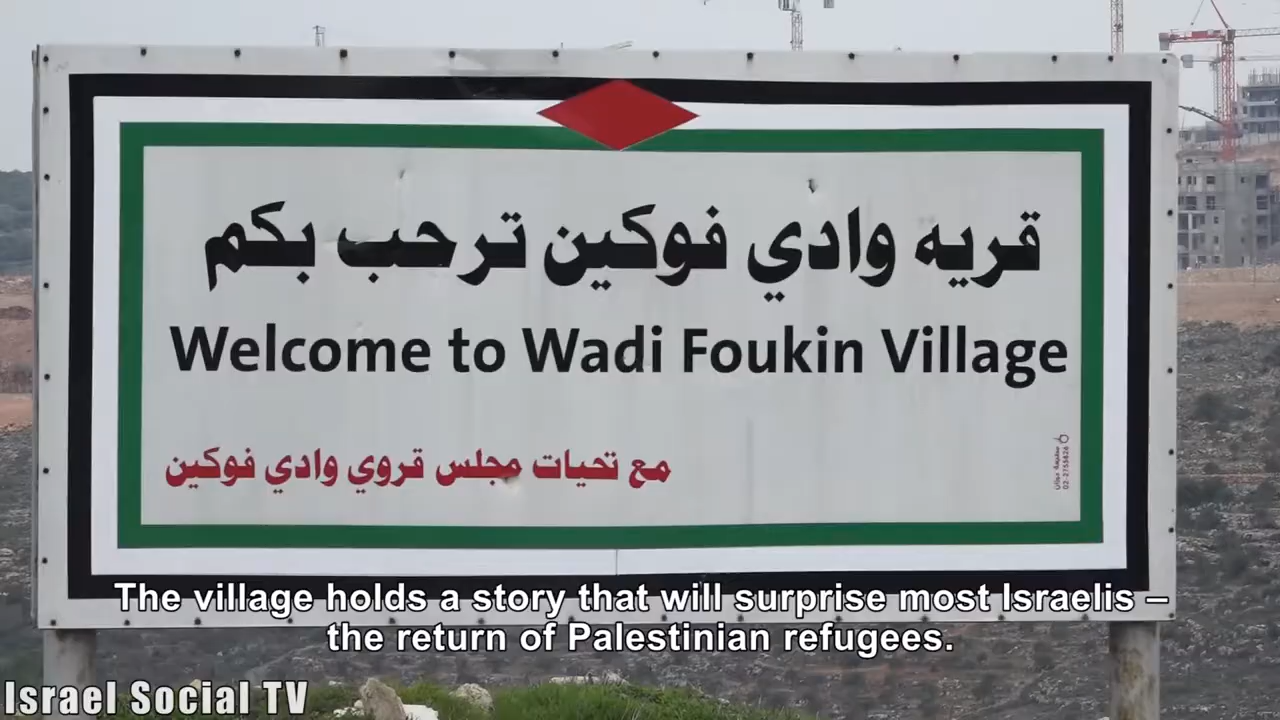 قريه وادي فوكين ترحب بكم
Welcome to Wadi Foukin Village
مع تحيات مجلس قروي وادي فوكين
The village holds a story that will surprise most Israelis –
the return of Palestinian refugees.
Israel Social TV